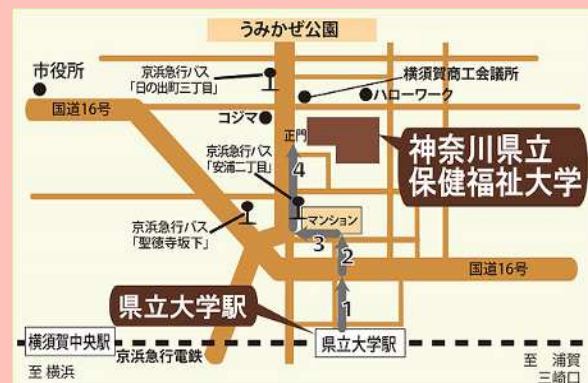 うみかぜ公園
市役所
京浜急行バス
「日の出町三丁目」
横須賀商工会議所
ハローワーク
国道16号
コジマ
正門
神奈川県立
保健福祉大学
京浜急行バス
「安浦二丁目」
4
マンション
京浜急行バス
「聖徳寺坂下」
3
2
国道16号
1
県立大学駅
横須賀中央駅
県立大学駅
京浜急行電鉄
至 横浜
至 浦賀
三崎口